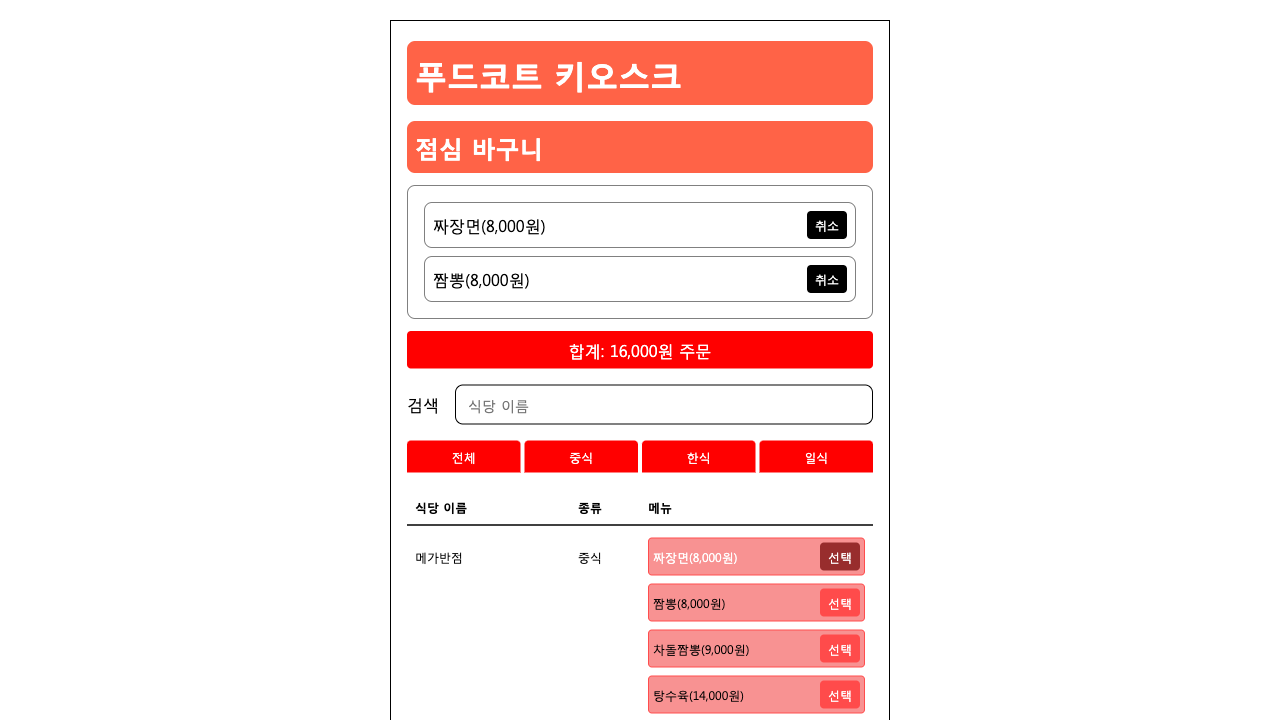 푸드코트 키오스크
점심 바구니
짜장면(8,000원) 취소
짬뽕(8,000원) 취소
합계: 16,000원 주문
검색 식당 이름
전체 중식 한식 일식
식당 이름 종류 메뉴
메가반점 중식 짜장면(8,000원) 선택
짬뽕(8,000원) 선택
차돌짬뽕(9,000원) 선택
탕수육(14,000원) 선택